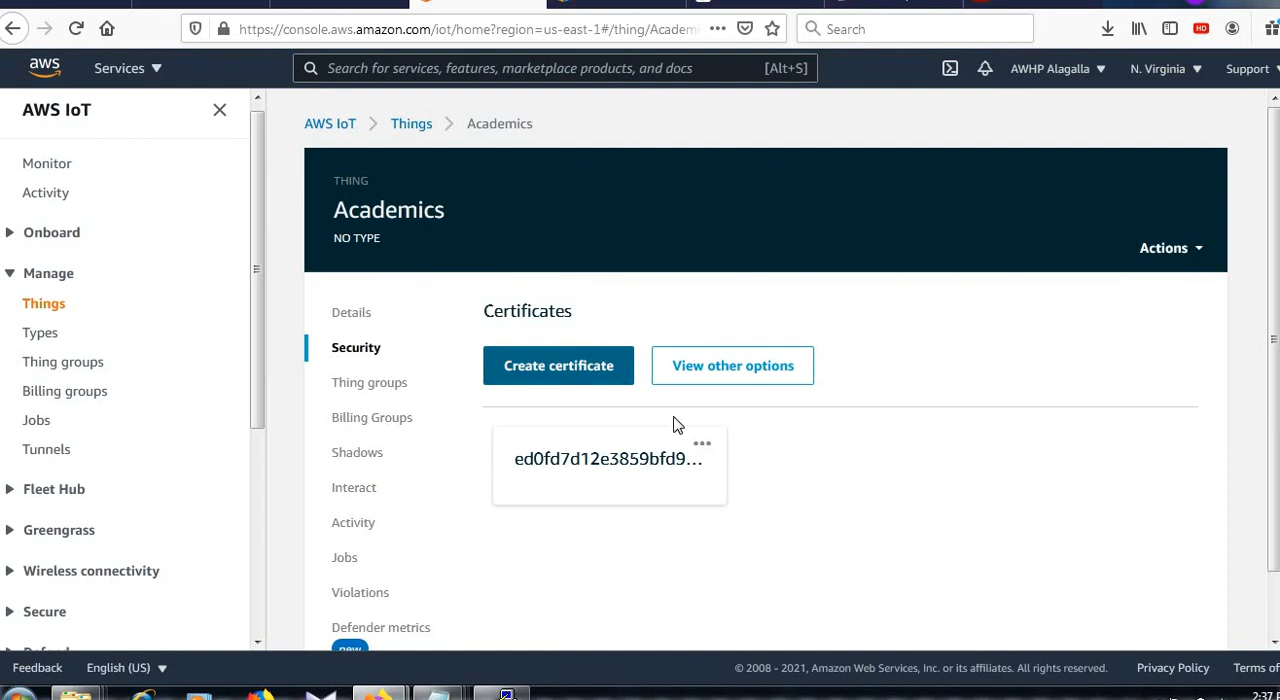 https://console.aws.amazon.com/iot/home?region=us-east-1#/thing/Academ
Search
HD
aws
Services
Search for services, features, marketplace products, and docs
[Alt+S]
AWHP Alagalla
N. Virginia
Support
AWS IoT
AWS IoT > Things > Academics
Monitor
Activity
Onboard
Manage
Things
Types
Thing groups
Billing groups
Jobs
Tunnels
Fleet Hub
Greengrass
Wireless connectivity
Secure
THING
Academics
NO TYPE
Actions
Details
Security
Thing groups
Billing Groups
Shadows
Interact
Activity
Jobs
Violations
Defender metrics
new
Certificates
Create certificate
View other options
ed0fd7d12e3859bfd9...
Feedback
English (US)
© 2008 - 2021, Amazon Web Services, Inc. or its affiliates. All rights reserved.
Privacy Policy
Terms o
2:37